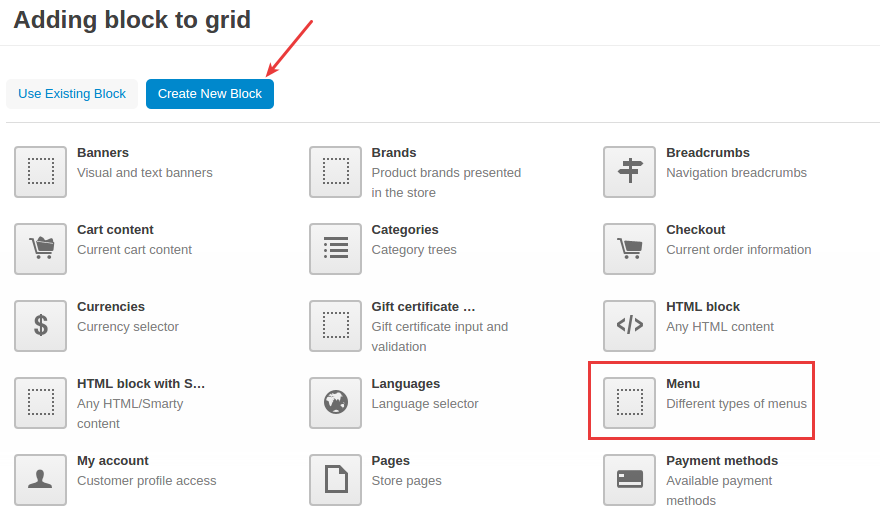 Adding block to grid
Use Existing Block Create New Block
Banners
Visual and text banners
Brands
Product brands presented
in the store
Breadcrumbs
Navigation breadcrumbs
Cart content
Current cart content
Categories
Category trees
Checkout
Current order information
Currencies
Currency selector
Gift certificate ...
Gift certificate input and
validation
HTML block
Any HTML content
HTML block with S...
Any HTML/Smarty
content
Languages
Language selector
Menu
Different types of menus
My account
Customer profile access
Pages
Store pages
Payment methods
Available payment
methods